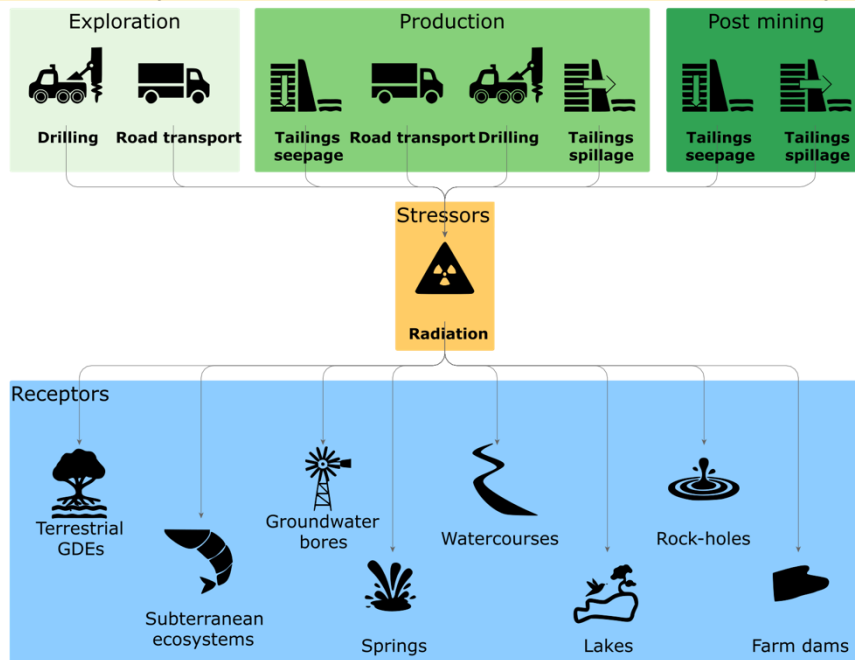 Exploration
Production
Post mining
Drilling
Road transport
Tailings
seepage
Road transport
Drilling
Tailings
spillage
Tailings
seepage
Tailings
spillage
Stressors
Radiation
Receptors
Terrestrial
GDEs
Subterranean
ecosystems
Groundwater
bores
Springs
Watercourses
Lakes
Rock-holes
Farm dams